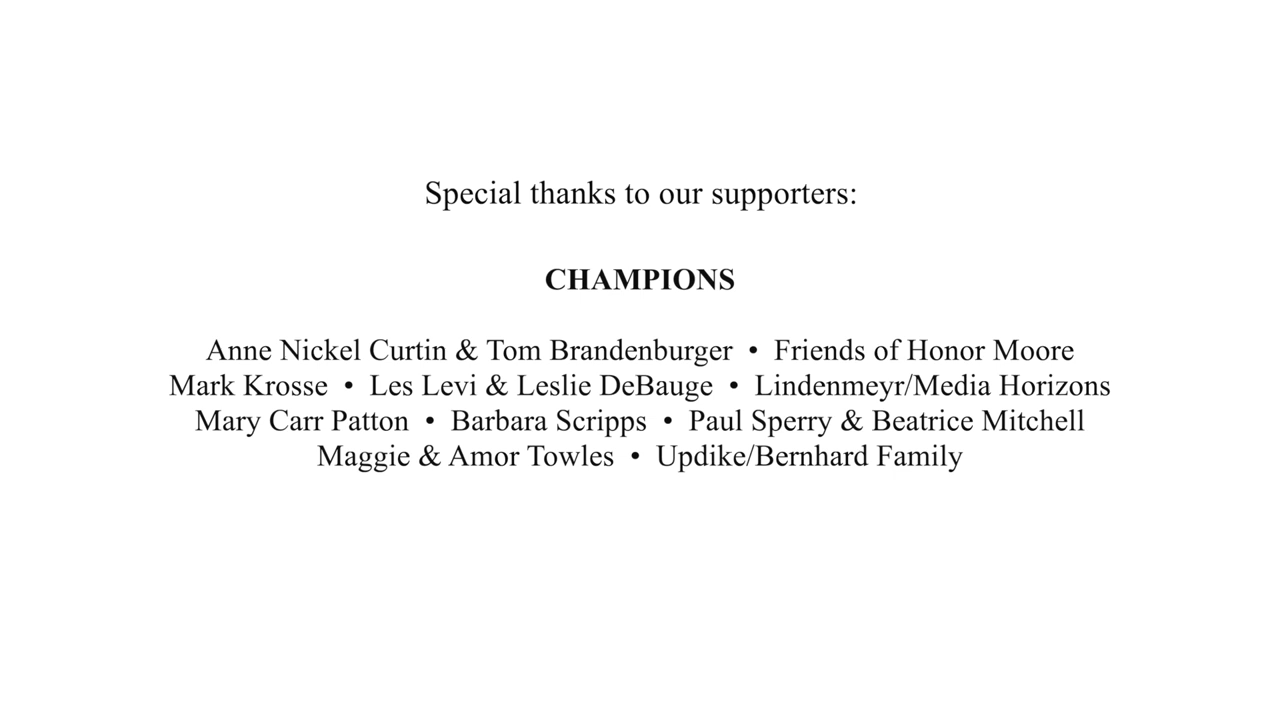 Special thanks to our supporters:
CHAMPIONS
Anne Nickel Curtin & Tom Brandenburger • Friends of Honor Moore
Mark Krosse • Les Levi & Leslie DeBauge • Lindenmeyr/Media Horizons
Mary Carr Patton • Barbara Scripps • Paul Sperry & Beatrice Mitchell
Maggie & Amor Towles • Updike/Bernhard Family